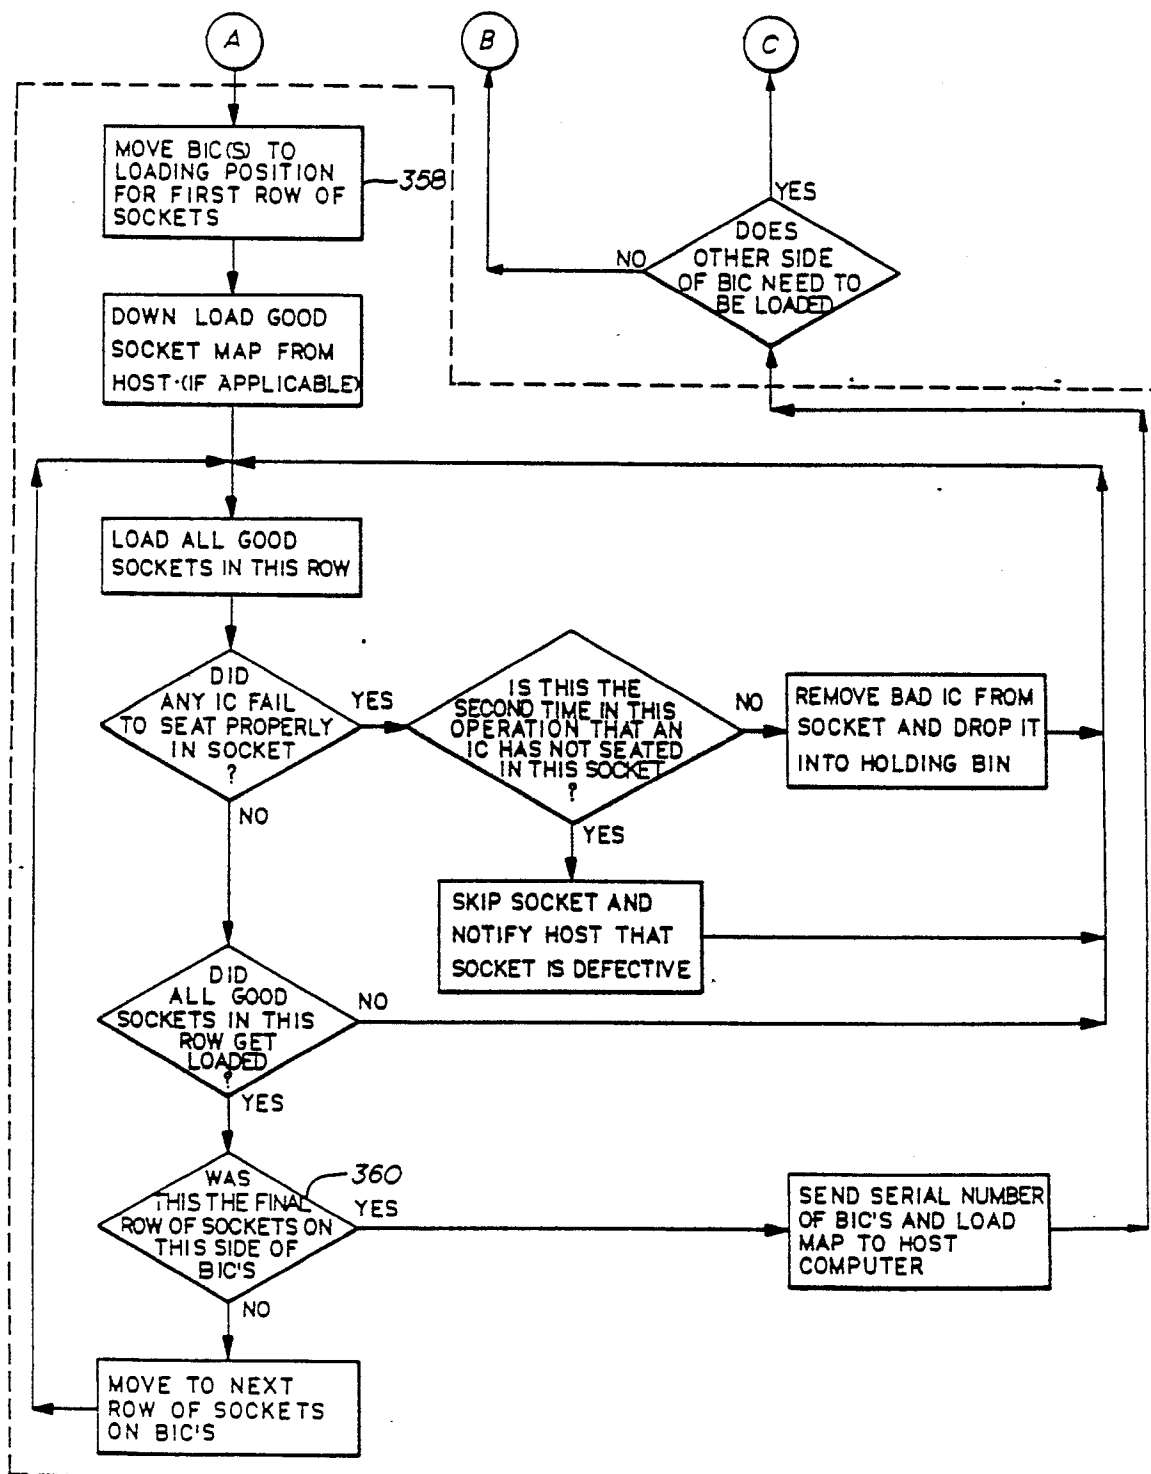 A
B
C
MOVE BIC(S) TO
LOADING POSITION
FOR FIRST ROW OF
SOCKETS
358
YES
DOES
OTHER SIDE
OF BIC NEED TO
BE LOADED
NO
DOWN LOAD GOOD
SOCKET MAP FROM
HOST (IF APPLICABLE)
LOAD ALL GOOD
SOCKETS IN THIS ROW
DID
ANY IC FAIL
TO SEAT PROPERLY
IN SOCKET
?
YES
NO
IS THIS THE
SECOND TIME IN THIS
OPERATION THAT AN
IC HAS NOT SEATED
IN THIS SOCKET
?
NO
YES
REMOVE BAD IC FROM
SOCKET AND DROP IT
INTO HOLDING BIN
SKIP SOCKET AND
NOTIFY HOST THAT
SOCKET IS DEFECTIVE
DID
ALL GOOD
SOCKETS IN THIS
ROW GET
LOADED
?
NO
YES
WAS
THIS THE FINAL
ROW OF SOCKETS ON
THIS SIDE OF
BIC'S
360
YES
NO
SEND SERIAL NUMBER
OF BIC'S AND LOAD
MAP TO HOST
COMPUTER
MOVE TO NEXT
ROW OF SOCKETS
ON BIC'S